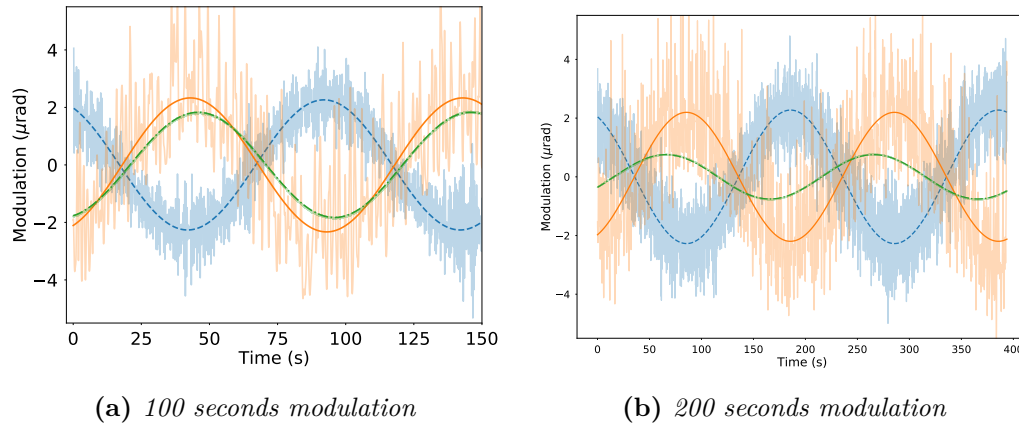 4
2
0
−2
−4
Modulation (μrad)
0 25 50 75 100 125 150
Time (s)
(a) 100 seconds modulation
4
2
0
−2
−4
Modulation (μrad)
0 50 100 150 200 250 300 350 400
Time (s)
(b) 200 seconds modulation